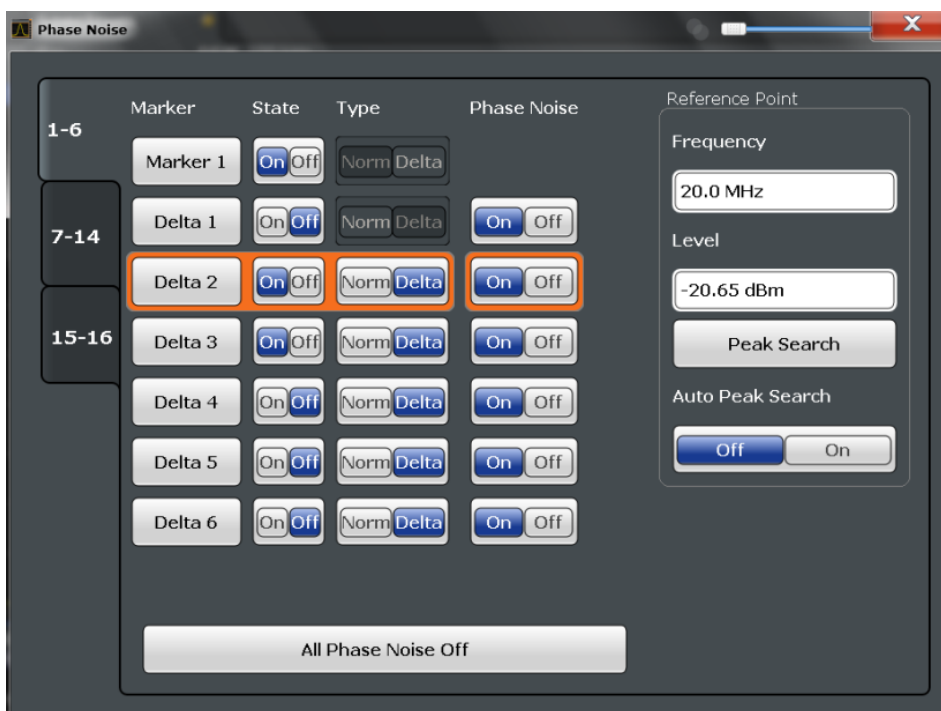 Phase Noise
X
Marker State Type Phase Noise
1-6
7-14
15-16
Marker 1 On Off Norm Delta
Delta 1 On Off Norm Delta On Off
Delta 2 On Off Norm Delta On Off
Delta 3 On Off Norm Delta On Off
Delta 4 On Off Norm Delta On Off
Delta 5 On Off Norm Delta On Off
Delta 6 On Off Norm Delta On Off
All Phase Noise Off
Reference Point
Frequency
20.0 MHz
Level
-20.65 dBm
Peak Search
Auto Peak Search
Off On